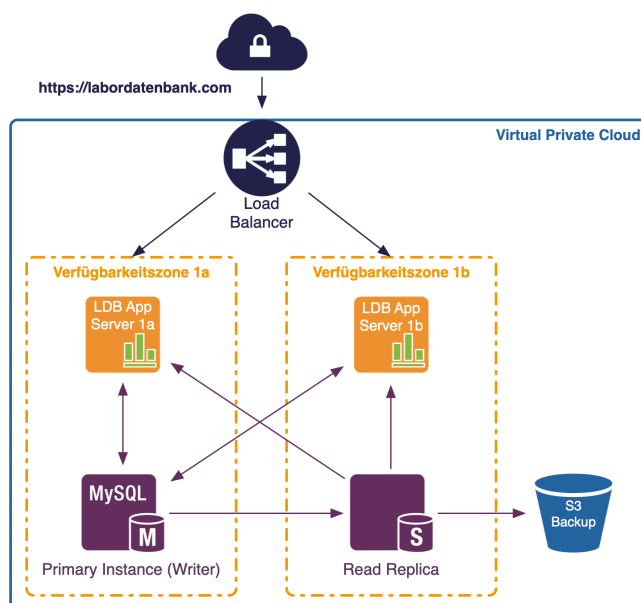 https://labordatenbank.com
Virtual Private Cloud
Load
Balancer
Verfügbarkeitszone 1a
Verfügbarkeitszone 1b
LDB App
Server 1a
LDB App
Server 1b
MySQL
M
S
S3
Backup
Primary Instance (Writer)
Read Replica